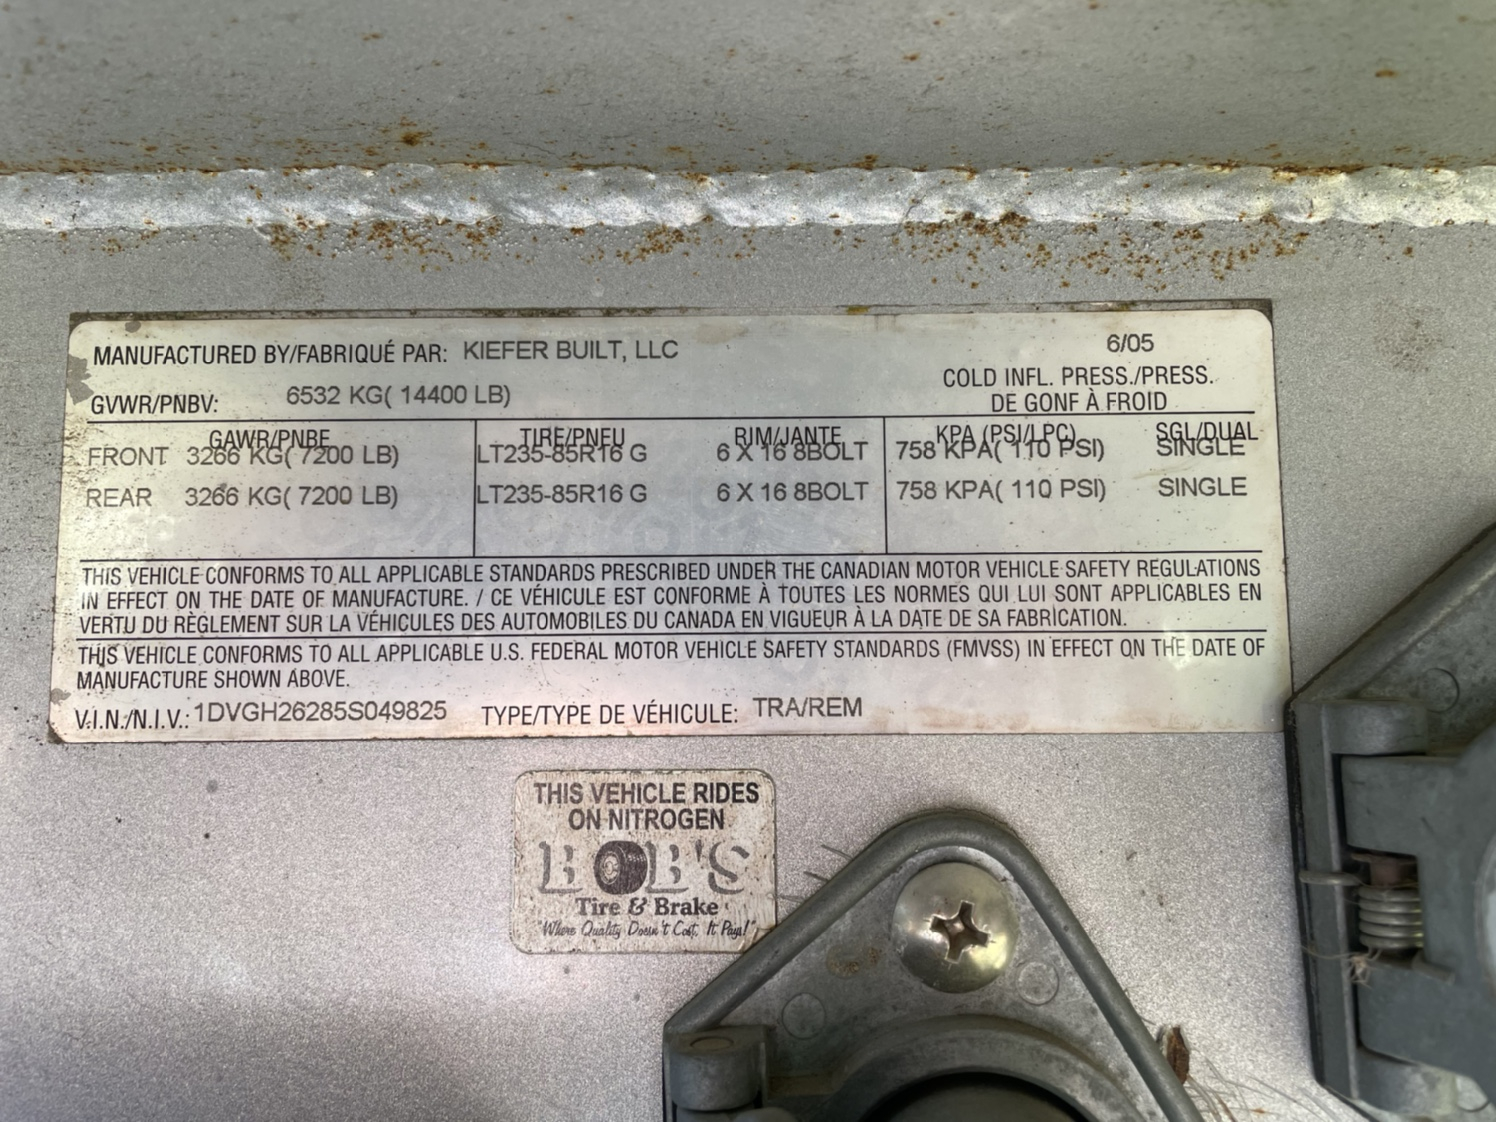 MANUFACTURED BY/FABRIQUÉ PAR: KIEFER BUILT, LLC 6/05
GVWR/PNBV: 6532 KG( 14400 LB) COLD INFL. PRESS./PRESS.
DE GONF À FROID
GAWR/PNBE TIRE/PNEU RIM/JANTE KPA (PSI/LPC) SGL/DUAL
FRONT 3266 KG( 7200 LB) LT235-85R16 G 6 X 16 8BOLT 758 KPA( 110 PSI) SINGLE
REAR 3266 KG( 7200 LB) LT235-85R16 G 6 X 16 8BOLT 758 KPA( 110 PSI) SINGLE
THIS VEHICLE CONFORMS TO ALL APPLICABLE STANDARDS PRESCRIBED UNDER THE CANADIAN MOTOR VEHICLE SAFETY REGULATIONS
IN EFFECT ON THE DATE OF MANUFACTURE. / CE VÉHICULE EST CONFORME À TOUTES LES NORMES QUI LUI SONT APPLICABLES EN
VERTU DU RÈGLEMENT SUR LA VÉHICULES DES AUTOMOBILES DU CANADA EN VIGUEUR À LA DATE DE SA FABRICATION.
THIS VEHICLE CONFORMS TO ALL APPLICABLE U.S. FEDERAL MOTOR VEHICLE SAFETY STANDARDS (FMVSS) IN EFFECT ON THE DATE OF
MANUFACTURE SHOWN ABOVE.
V.I.N./N.I.V.: 1DVGH26285S049825 TYPE/TYPE DE VÉHICULE: TRA/REM
THIS VEHICLE RIDES
ON NITROGEN
BOB'S
Tire & Brake
"Where Quality Doesn't Cost, It Pays!"